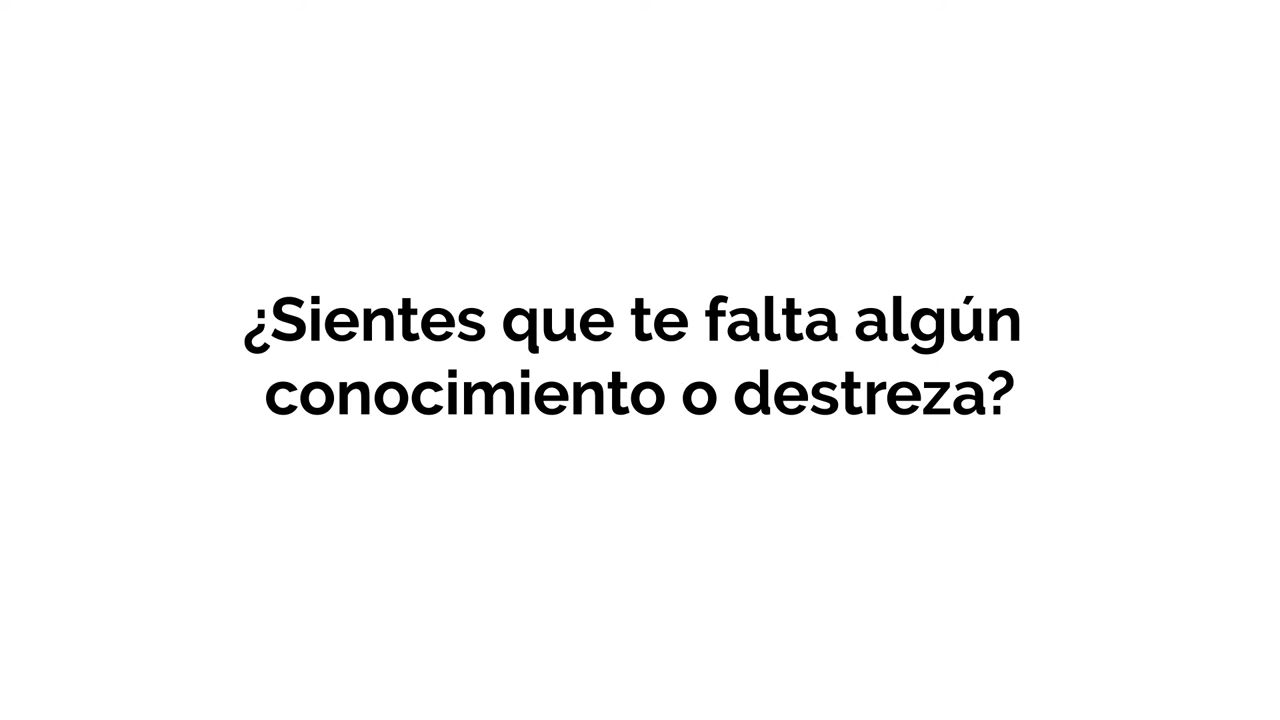 ¿Sientes que te falta algún
conocimiento o destreza?